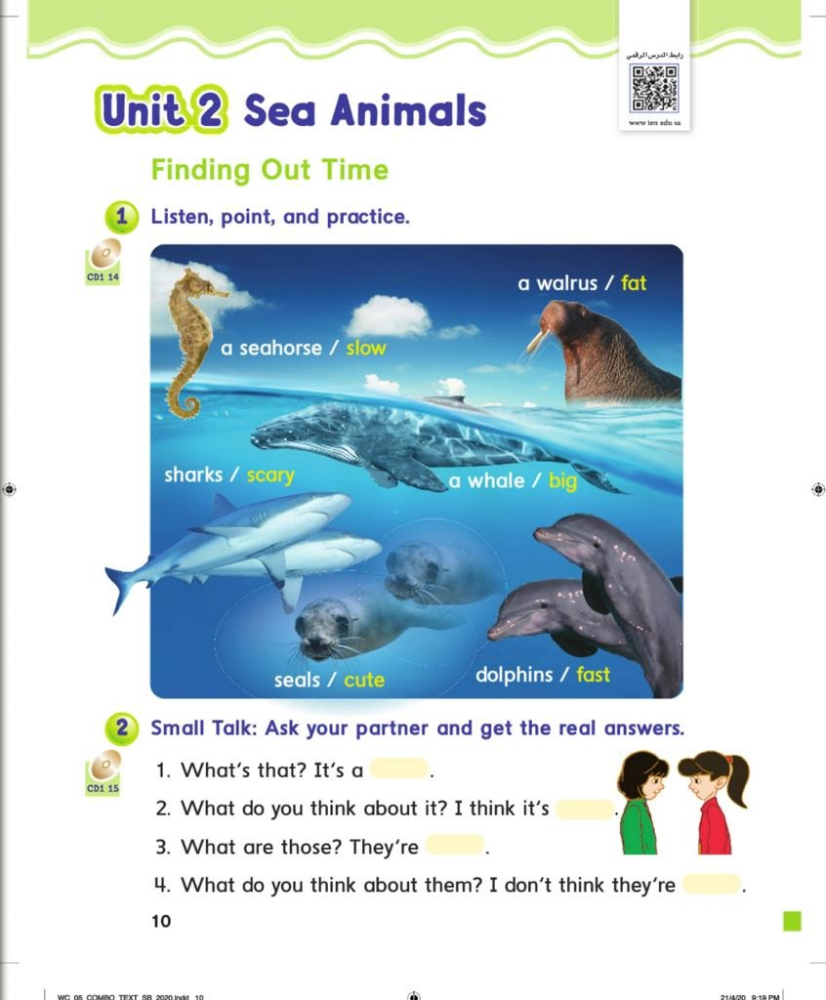 رابط الدرس الرقمي
www.ien.edu.sa
Unit 2 Sea Animals
Finding Out Time
1 Listen, point, and practice.
CD1 14
a walrus / fat
a seahorse / slow
sharks / scary
a whale / big
seals / cute
dolphins / fast
2 Small Talk: Ask your partner and get the real answers.
CD1 15
1. What's that? It's a .
2. What do you think about it? I think it's .
3. What are those? They're .
4. What do you think about them? I don't think they're .
10
WC_05_COMBO_TEXT_SB_2020.indd 10
21/4/20 9:19 PM